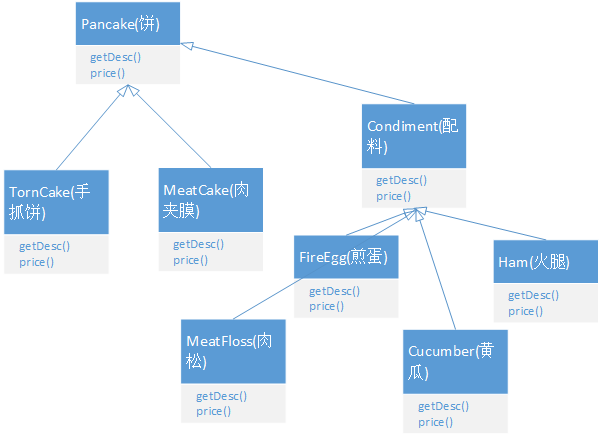 Pancake(饼)
getDesc()
price()
Condiment(配
料)
getDesc()
price()
TornCake(手
抓饼)
getDesc()
price()
MeatCake(肉
夹膜)
getDesc()
price()
FireEgg(煎蛋)
getDesc()
price()
Ham(火腿)
getDesc()
price()
MeatFloss(肉
松)
getDesc()
price()
Cucumber(黄
瓜)
getDesc()
price()